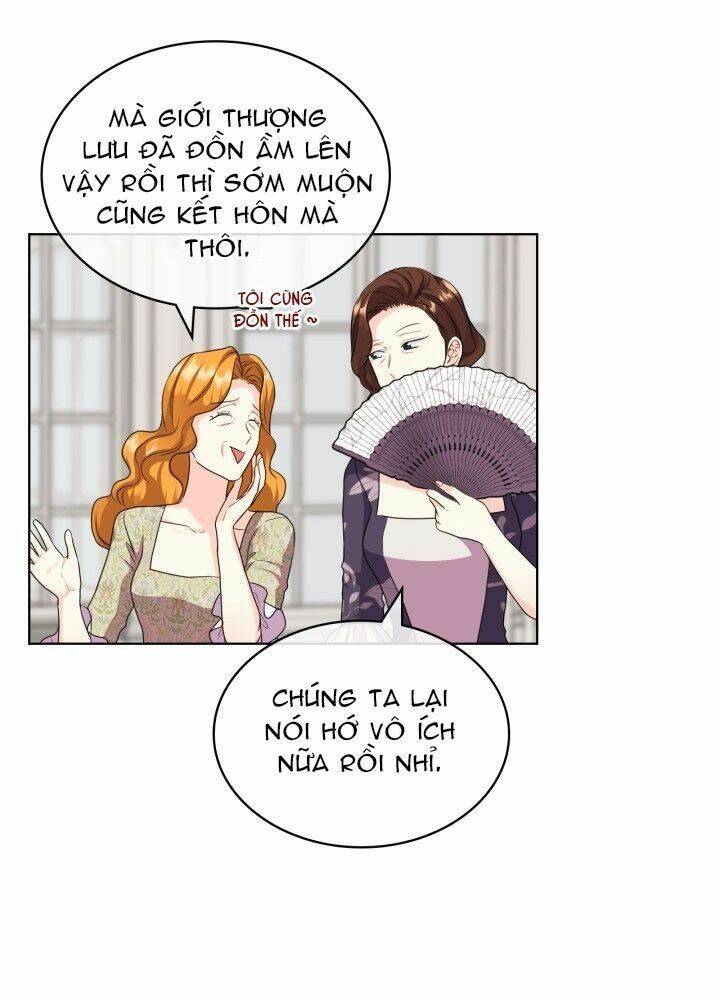 MÀ GIỚI THƯỢNG
LƯU ĐÃ ĐỒN ẦM LÊN
VẬY RỒI THÌ SỚM MUỘN
CŨNG KẾT HÔN MÀ
THÔI.
TÔI CŨNG
ĐỒN THẾ ~
CHÚNG TA LẠI
NÓI HỚ VÔ ÍCH
NỮA RỒI NHỈ.